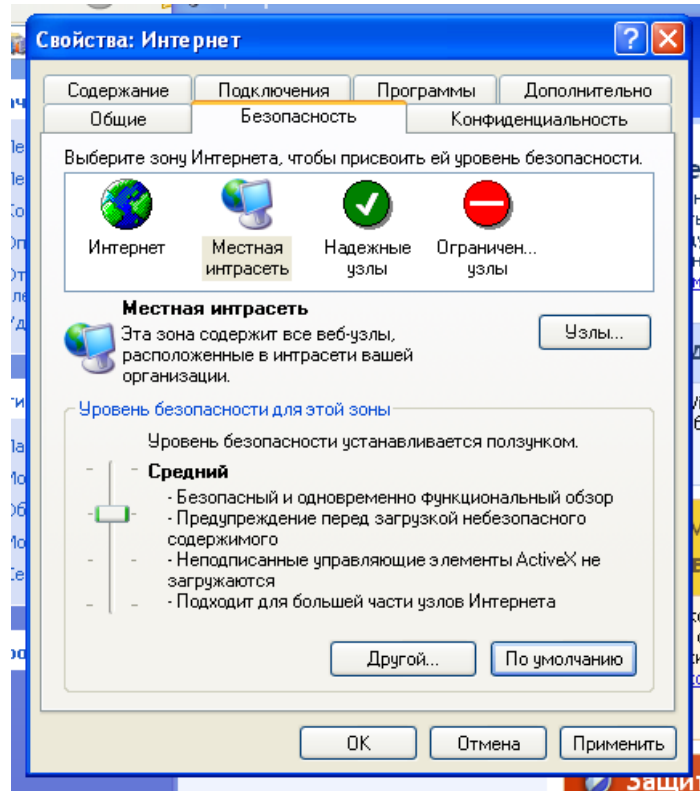 Свойства: Интернет
Содержание Подключения Программы Дополнительно
Общие Безопасность Конфиденциальность
Выберите зону Интернета, чтобы присвоить ей уровень безопасности.
Интернет Местная Надежные Ограничен...
интрасеть узлы узлы
Местная интрасеть
Эта зона содержит все веб-узлы,
расположенные в интрасети вашей
организации.
Узлы...
Уровень безопасности для этой зоны
Уровень безопасности устанавливается ползунком.
Средний
- Безопасный и одновременно функциональный обзор
- Предупреждение перед загрузкой небезопасного
содержимого
- Неподписанные управляющие элементы ActiveX не
загружаются
- Подходит для большей части узлов Интернета
Другой... По умолчанию
OK Отмена Применить